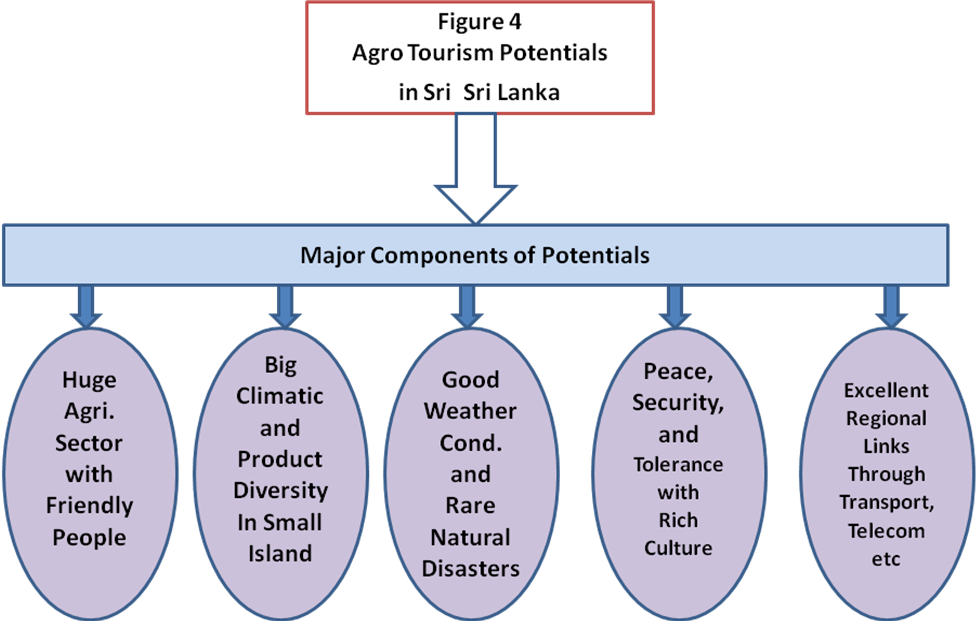 Figure 4
Agro Tourism Potentials
in Sri Sri Lanka
Major Components of Potentials
Huge
Agri.
Sector
with
Friendly
People
Big
Climatic
and
Product
Diversity
In Small
Island
Good
Weather
Cond.
and
Rare
Natural
Disasters
Peace,
Security,
and
Tolerance
with
Rich
Culture
Excellent
Regional
Links
Through
Transport,
Telecom
etc